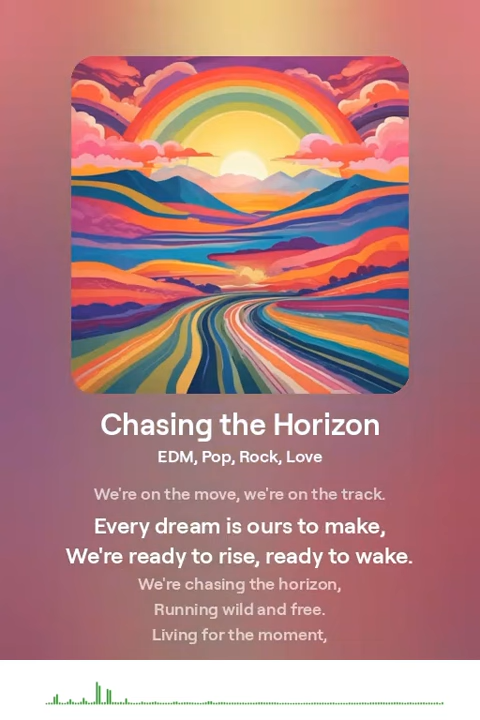 Chasing the Horizon
EDM, Pop, Rock, Love
We're on the move, we're on the track.
Every dream is ours to make,
We're ready to rise, ready to wake.
We're chasing the horizon,
Running wild and free.
Living for the moment,